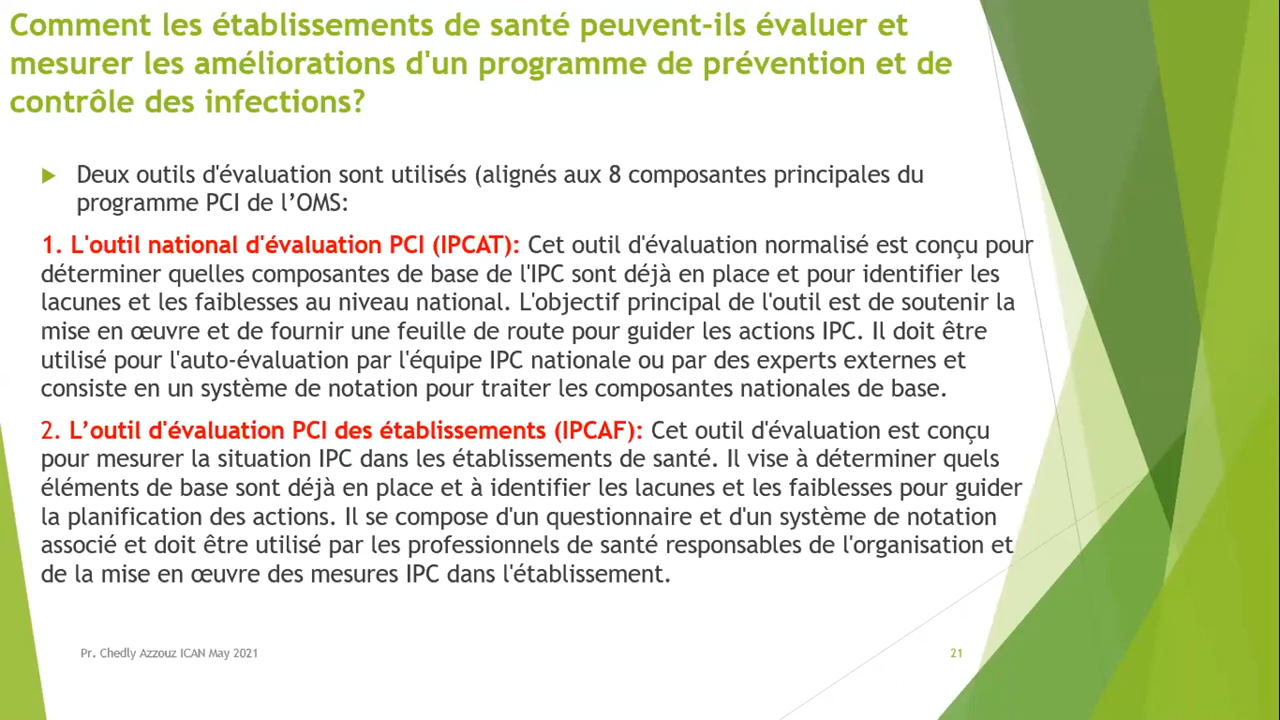 Comment les établissements de santé peuvent-ils évaluer et
mesurer les améliorations d'un programme de prévention et de
contrôle des infections?
Deux outils d'évaluation sont utilisés (alignés aux 8 composantes principales du
programme PCI de l’OMS:
1. L'outil national d'évaluation PCI (IPCAT): Cet outil d'évaluation normalisé est conçu pour
déterminer quelles composantes de base de l'IPC sont déjà en place et pour identifier les
lacunes et les faiblesses au niveau national. L'objectif principal de l'outil est de soutenir la
mise en œuvre et de fournir une feuille de route pour guider les actions IPC. Il doit être
utilisé pour l'auto-évaluation par l'équipe IPC nationale ou par des experts externes et
consiste en un système de notation pour traiter les composantes nationales de base.
2. L’outil d'évaluation PCI des établissements (IPCAF): Cet outil d'évaluation est conçu
pour mesurer la situation IPC dans les établissements de santé. Il vise à déterminer quels
éléments de base sont déjà en place et à identifier les lacunes et les faiblesses pour guider
la planification des actions. Il se compose d'un questionnaire et d'un système de notation
associé et doit être utilisé par les professionnels de santé responsables de l'organisation et
de la mise en œuvre des mesures IPC dans l'établissement.
Pr. Chedly Azzouz ICAN May 2021
21